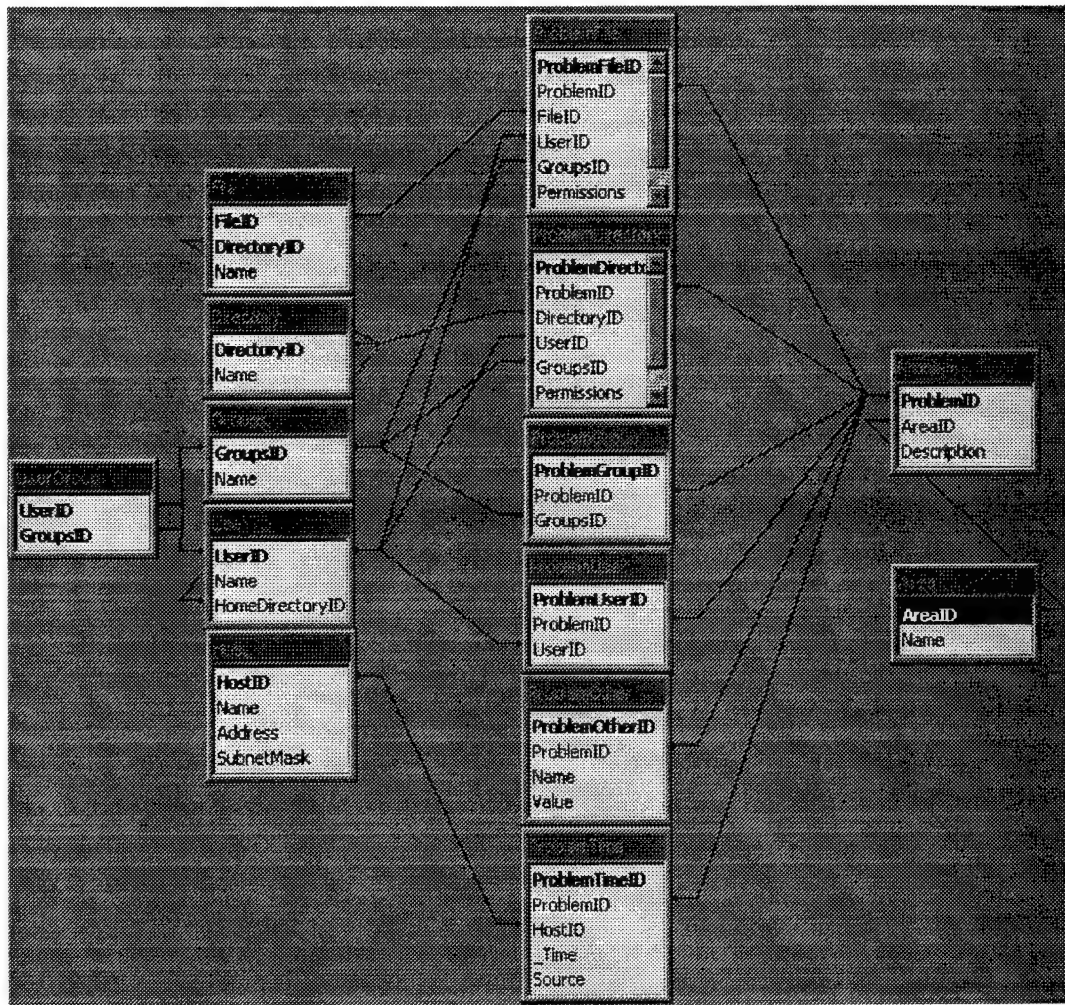 UserID
GroupsID
FileID
DirectoryID
Name
DirectoryID
Name
GroupsID
Name
UserID
Name
HomeDirectoryID
HostID
Name
Address
SubnetMask
ProblemFileID
ProblemID
FileID
UserID
GroupsID
Permissions
ProblemDirectx
ProblemID
DirectoryID
UserID
GroupsID
Permissions
ProblemGroupID
ProblemID
GroupsID
ProblemUserID
ProblemID
UserID
ProblemOtherID
ProblemID
Name
Value
ProblemTimeID
ProblemID
HostID
_Time
Source
ProblemID
AreaID
Description
AreaID
Name